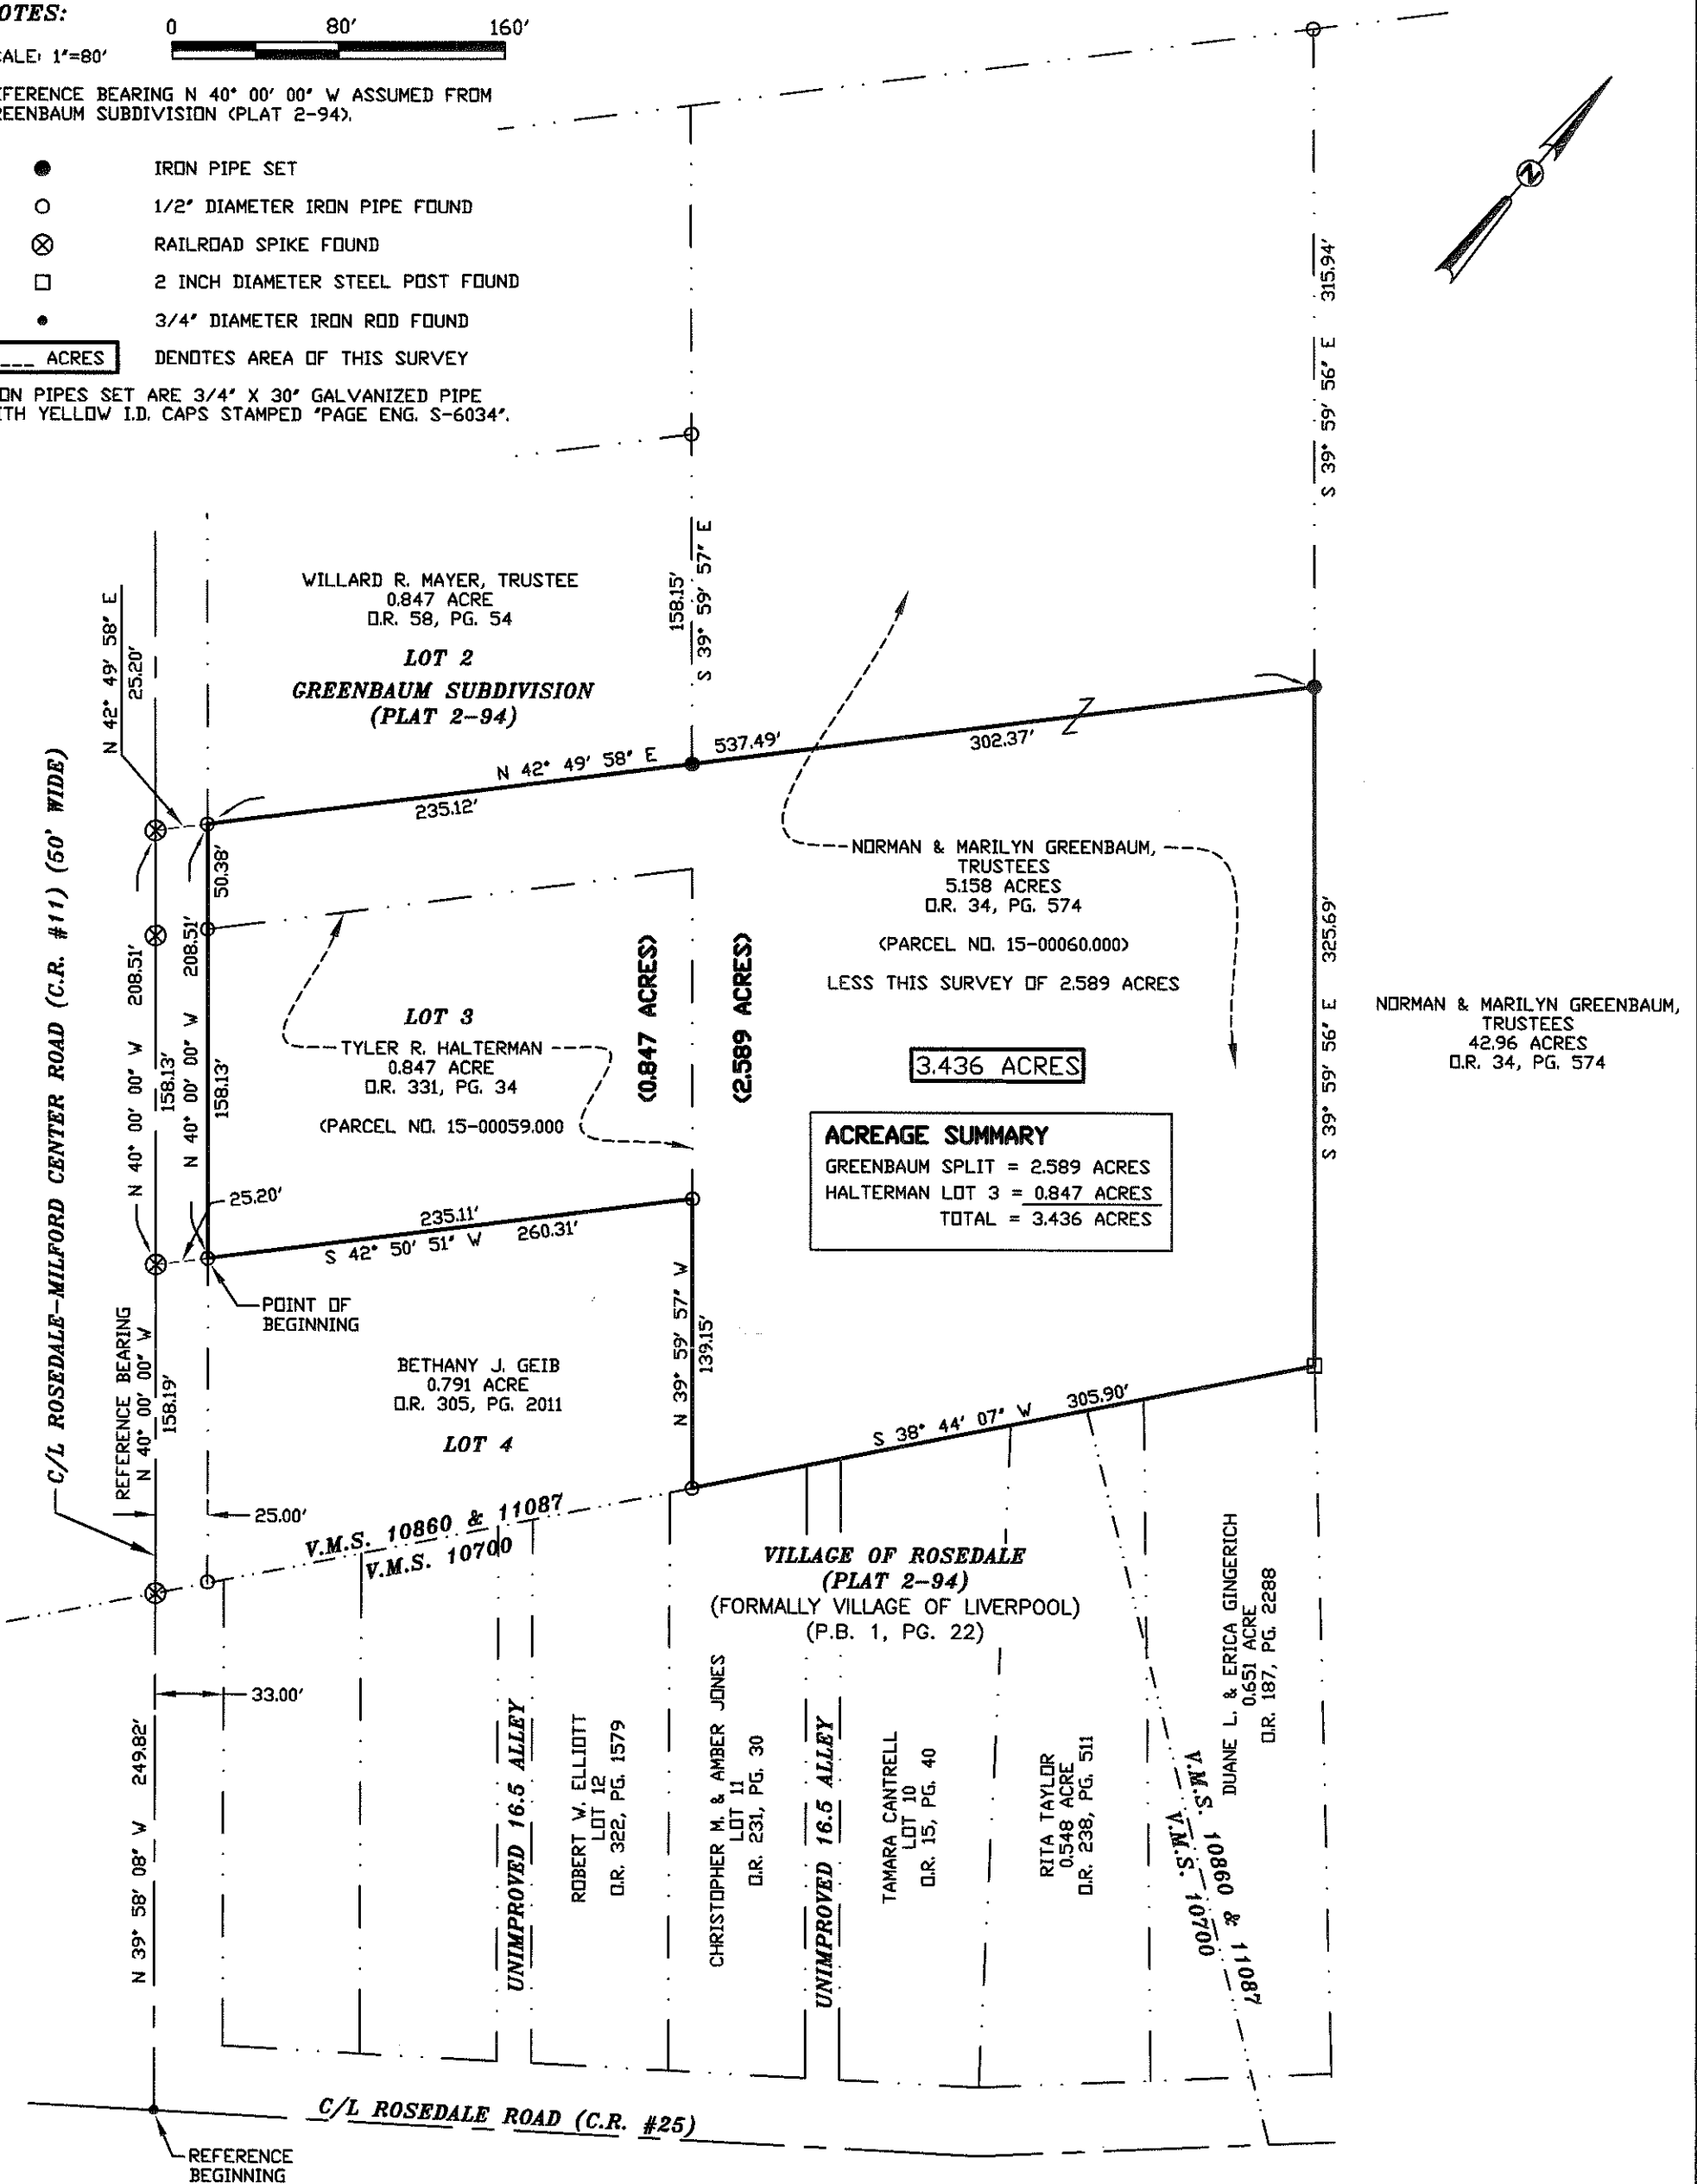 OTES:
0 80' 160'
ALE: 1"=80'
EFERENCE BEARING N 40° 00' 00" W ASSUMED FROM
REENBAUM SUBDIVISION (PLAT 2-94).
IRON PIPE SET
1/2" DIAMETER IRON PIPE FOUND
RAILROAD SPIKE FOUND
2 INCH DIAMETER STEEL POST FOUND
3/4" DIAMETER IRON ROD FOUND
___ ACRES DENOTES AREA OF THIS SURVEY
ON PIPES SET ARE 3/4" X 30" GALVANIZED PIPE
ITH YELLOW I.D. CAPS STAMPED "PAGE ENG. S-6034".
N
S 39° 59' 56" E 315.94'
WILLARD R. MAYER, TRUSTEE
0.847 ACRE
O.R. 58, PG. 54
LOT 2
GREENBAUM SUBDIVISION
(PLAT 2-94)
158.15'
S 39° 59' 57" E
N 42° 49' 58" E
25.20'
N 42° 49' 58" E 537.49'
235.12'
302.37'
Z
C/L ROSEDALE-MILFORD CENTER ROAD (C.R. #11) (50' WIDE)
50.38'
N 40° 00' 00" W 208.51'
158.13'
N 40° 00' 00" W 208.51'
158.13'
NORMAN & MARILYN GREENBAUM,
TRUSTEES
5.158 ACRES
O.R. 34, PG. 574
(PARCEL NO. 15-00060.000)
LESS THIS SURVEY OF 2.589 ACRES
S 39° 59' 56" E 325.69'
NORMAN & MARILYN GREENBAUM,
TRUSTEES
42.96 ACRES
O.R. 34, PG. 574
LOT 3
TYLER R. HALTERMAN
0.847 ACRE
O.R. 331, PG. 34
(PARCEL NO. 15-00059.000
(0.847 ACRES)
(2.589 ACRES)
3.436 ACRES
ACREAGE SUMMARY
GREENBAUM SPLIT = 2.589 ACRES
HALTERMAN LOT 3 = 0.847 ACRES
TOTAL = 3.436 ACRES
25.20'
235.11'
S 42° 50' 51" W 260.31'
POINT OF
BEGINNING
N 39° 59' 57" W
139.15'
BETHANY J. GEIB
0.791 ACRE
O.R. 305, PG. 2011
LOT 4
REFERENCE BEARING
N 40° 00' 00" W
158.19'
S 38° 44' 07" W 305.90'
25.00'
V.M.S. 10860 & 11087
V.M.S. 10700
VILLAGE OF ROSEDALE
(PLAT 2-94)
(FORMALLY VILLAGE OF LIVERPOOL)
(P.B. 1, PG. 22)
33.00'
N 39° 58' 08" W 249.82'
UNIMPROVED 16.5 ALLEY
ROBERT W. ELLIOTT
LOT 12
O.R. 322, PG. 1579
CHRISTOPHER M. & AMBER JONES
LOT 11
O.R. 231, PG. 30
UNIMPROVED 16.5 ALLEY
TAMARA CANTRELL
LOT 10
O.R. 15, PG. 40
RITA TAYLOR
0.548 ACRE
O.R. 238, PG. 511
DUANE L. & ERICA GINGERICH
0.651 ACRE
O.R. 187, PG. 2288
V.M.S. 10860 & 11087
V.M.S. 10700
C/L ROSEDALE ROAD (C.R. #25)
REFERENCE
BEGINNING